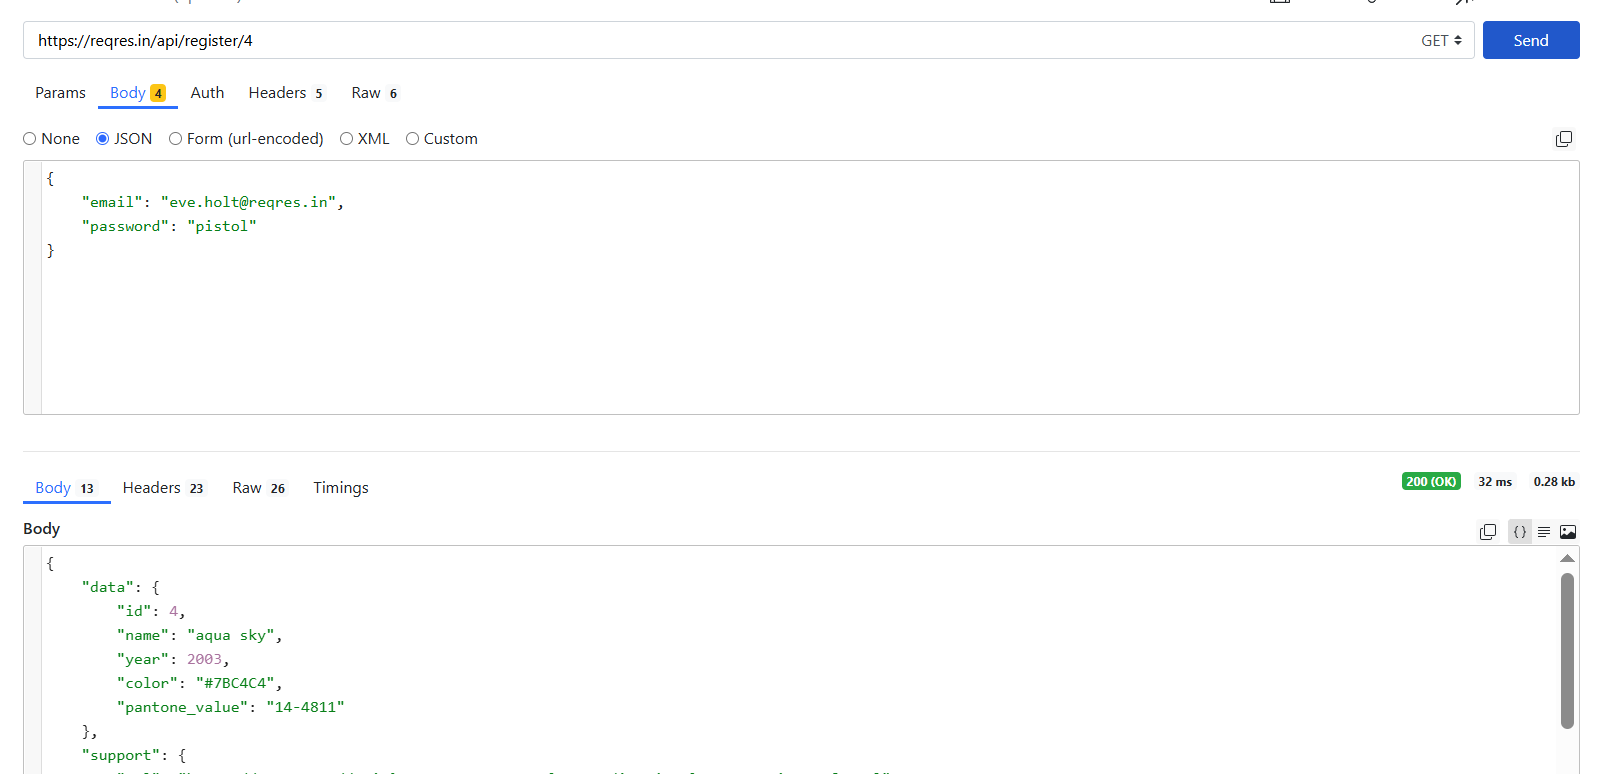 https://reqres.in/api/register/4 GET Send
Params Body 4 Auth Headers 5 Raw 6
None JSON Form (url-encoded) XML Custom
{
"email": "eve.holt@reqres.in",
"password": "pistol"
}
Body 13 Headers 23 Raw 26 Timings 200 (OK) 32 ms 0.28 kb
Body
{
"data": {
"id": 4,
"name": "aqua sky",
"year": 2003,
"color": "#7BC4C4",
"pantone_value": "14-4811"
},
"support": {